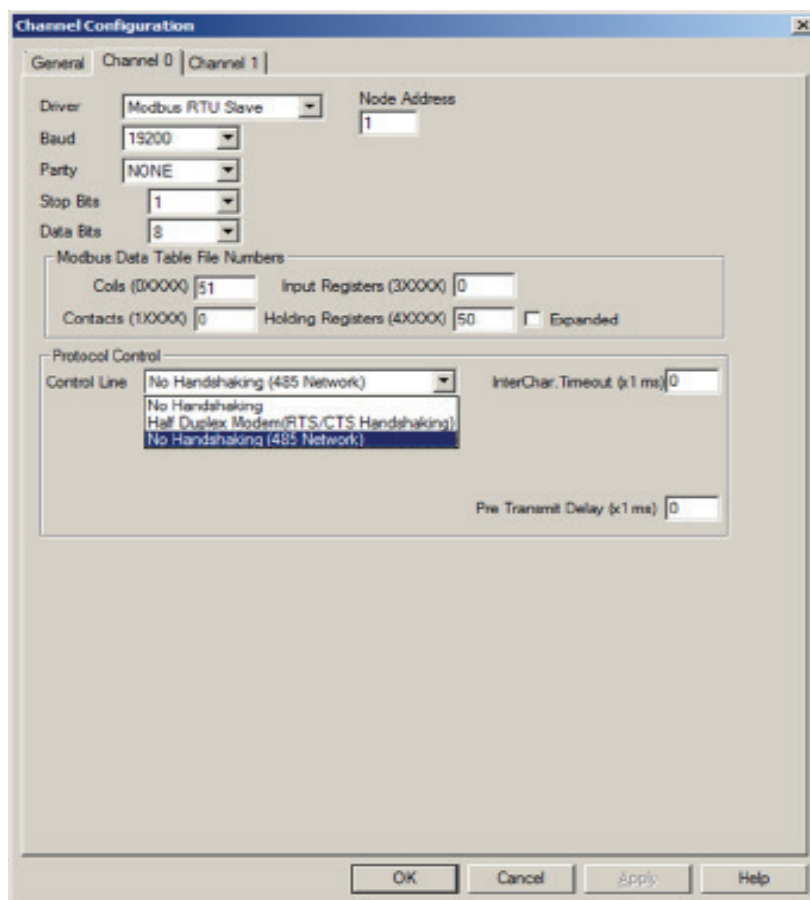 Channel Configuration
General Channel 0 Channel 1
Driver Modbus RTU Slave Node Address
1
Baud 19200
Parity NONE
Stop Bits 1
Data Bits 8
Modbus Data Table File Numbers
Coils (0XXXX) 51 Input Registers (3XXXX) 0
Contacts (1XXXX) 0 Holding Registers (4XXXX) 50 Expanded
Protocol Control
Control Line No Handshaking (485 Network) InterChar. Timeout (x1 ms) 0
No Handshaking
Half Duplex Modem(RTS/CTS Handshaking)
No Handshaking (485 Network)
Pre Transmit Delay (x1 ms) 0
OK Cancel Apply Help